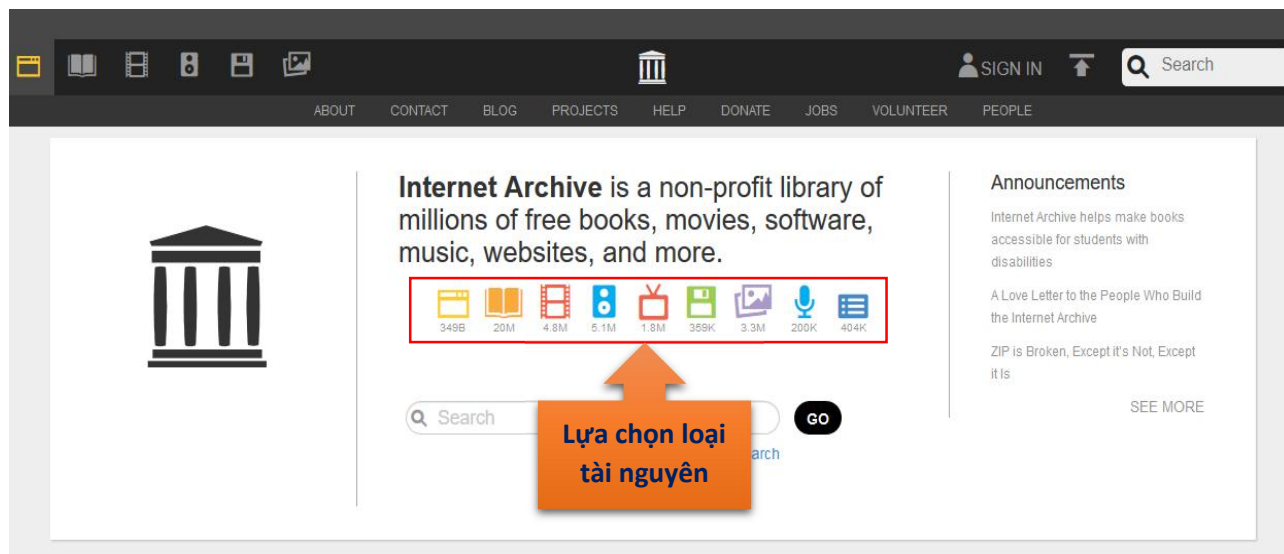 SIGN IN
Search
ABOUT CONTACT BLOG PROJECTS HELP DONATE JOBS VOLUNTEER PEOPLE
Internet Archive is a non-profit library of
millions of free books, movies, software,
music, websites, and more.
349B 20M 4.8M 5.1M 1.8M 359K 3.3M 200K 404K
Search
GO
arch
Lựa chọn loại
tài nguyên
Announcements
Internet Archive helps make books
accessible for students with
disabilities
A Love Letter to the People Who Build
the Internet Archive
ZIP is Broken, Except it's Not, Except
it Is
SEE MORE